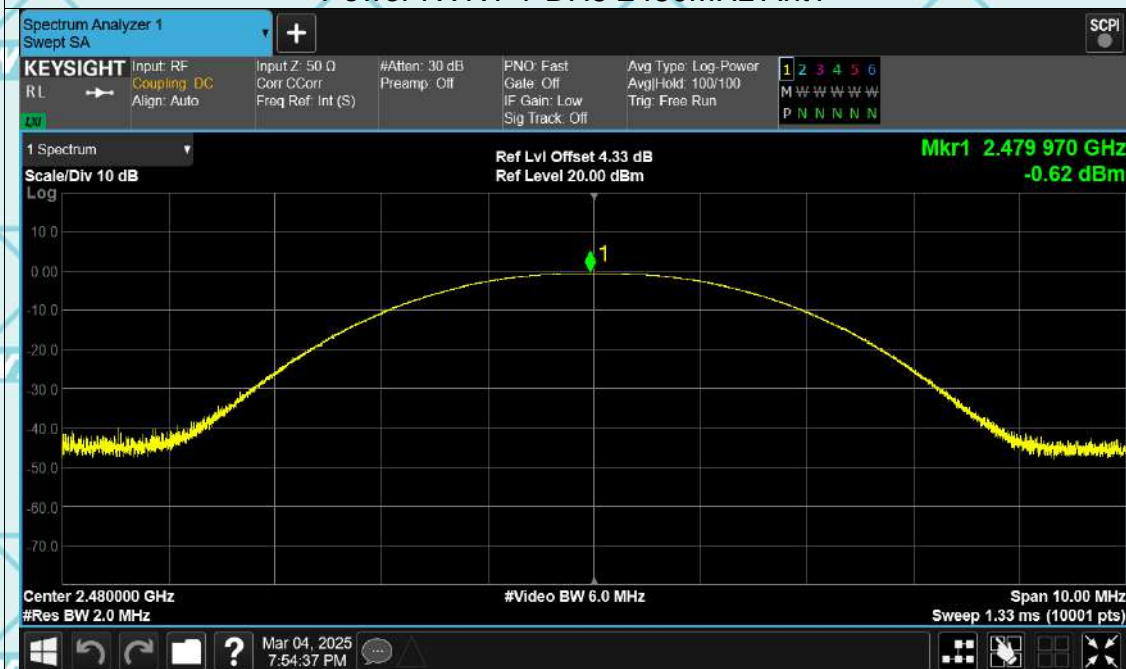 Spectrum Analyzer 1
Swept SA
+
SCPI
KEYSIGHT
RL
LXI
Input: RF
Coupling: DC
Align: Auto
Input Z: 50 Ω
Corr CCorr
Freq Ref: Int (S)
#Atten: 30 dB
Preamp: Off
PNO: Fast
Gate: Off
IF Gain: Low
Sig Track: Off
Avg Type: Log-Power
Avg|Hold: 100/100
Trig: Free Run
1 2 3 4 5 6
M W W W W W W
P N N N N N N
1 Spectrum
Scale/Div 10 dB
Log
Ref Lvl Offset 4.33 dB
Ref Level 20.00 dBm
Mkr1 2.479 970 GHz
-0.62 dBm
1
10.0
0.00
-10.0
-20.0
-30.0
-40.0
-50.0
-60.0
-70.0
Center 2.480000 GHz
#Res BW 2.0 MHz
#Video BW 6.0 MHz
Span 10.00 MHz
Sweep 1.33 ms (10001 pts)
?
Mar 04, 2025
7:54:37 PM